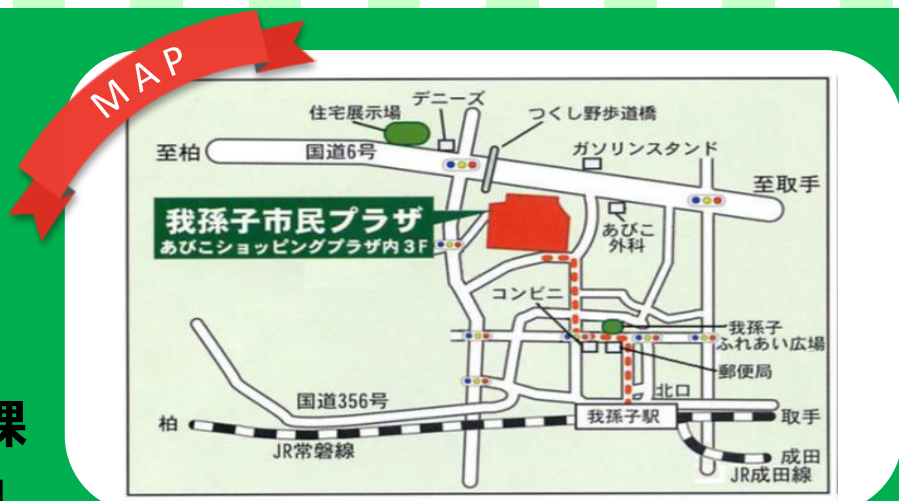 MAP
デニーズ
住宅展示場
つくし野歩道橋
ガソリンスタンド
至柏
国道6号
至取手
我孫子市民プラザ
あびこショッピングプラザ内3F
あびこ
外科
コンビニ
我孫子
ふれあい広場
郵便局
北口
国道356号
我孫子駅
柏
取手
JR常磐線
成田
JR成田線
課